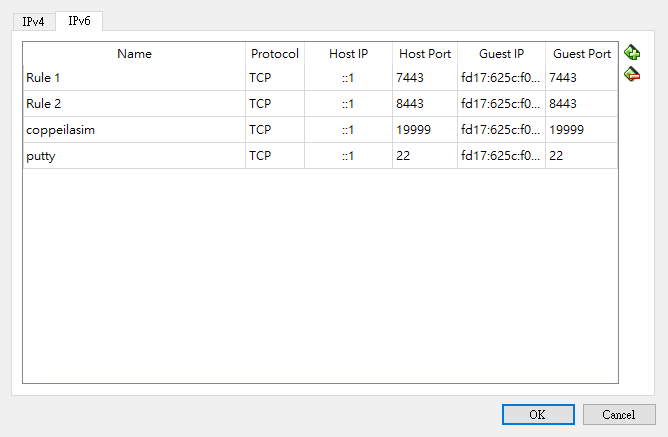 IPv4 IPv6
Name Protocol Host IP Host Port Guest IP Guest Port
Rule 1 TCP ::1 7443 fd17:625c:f0... 7443
Rule 2 TCP ::1 8443 fd17:625c:f0... 8443
coppeilasim TCP ::1 19999 fd17:625c:f0... 19999
putty TCP ::1 22 fd17:625c:f0... 22
OK Cancel